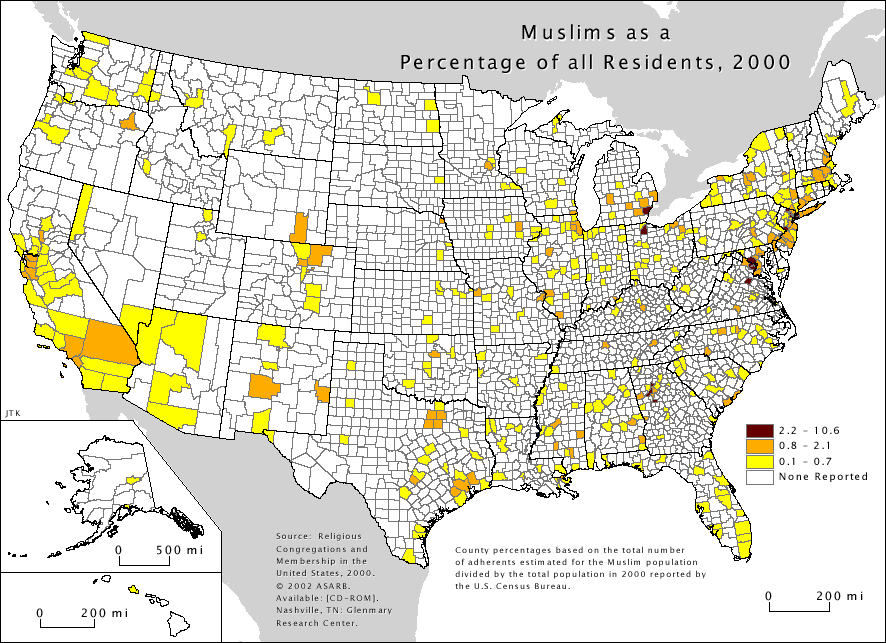 Muslims as a
Percentage of all Residents, 2000
JTK
2.2 - 10.6
0.8 - 2.1
0.1 - 0.7
None Reported
0 500 mi
0 200 mi
Source: Religious
Congregations and
Membership in the
United States, 2000.
© 2002 ASARB.
Available: [CD-ROM].
Nashville, TN: Glenmary
Research Center.
County percentages based on the total number
of adherents estimated for the Muslim population
divided by the total population in 2000 reported by
the U.S. Census Bureau.
0 200 mi